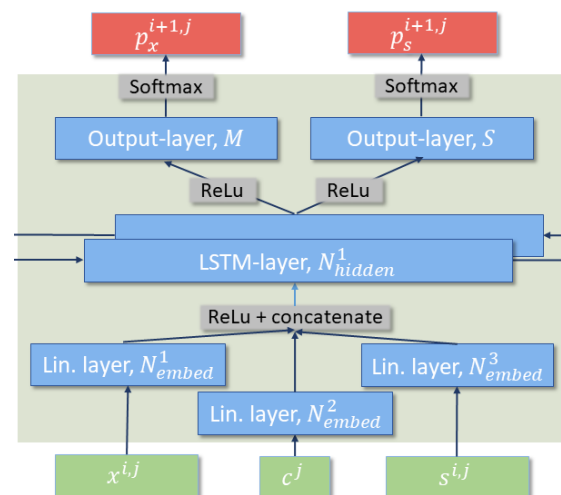 $p_x^{i+1,j}$ $p_s^{i+1,j}$
Softmax Softmax
Output-layer, $M$ Output-layer, $S$
ReLu ReLu
LSTM-layer, $N_{hidden}^1$
ReLu + concatenate
Lin. layer, $N_{embed}^1$ Lin. layer, $N_{embed}^3$
Lin. layer, $N_{embed}^2$
$x^{i,j}$ $c^j$ $s^{i,j}$